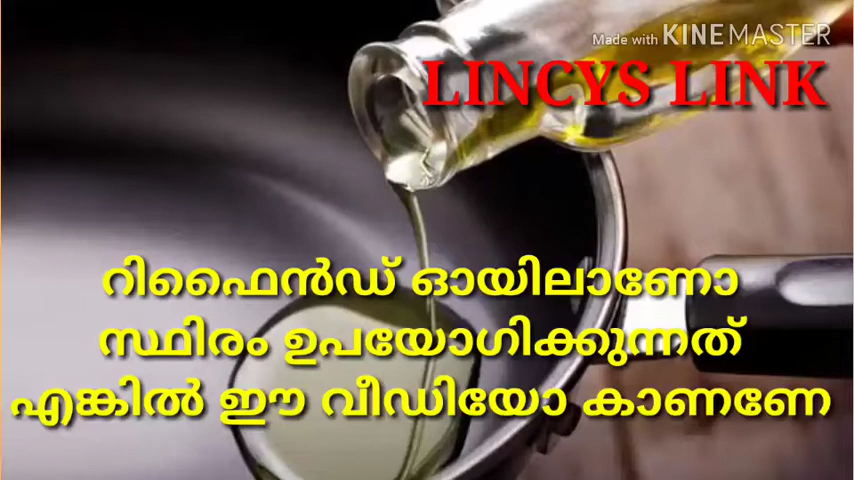 Made with KINEMASTER
LINCYS LINK
റിഫൈൻഡ് ഓയിലാണോ
സ്ഥിരം ഉപയോഗിക്കുന്നത്
എങ്കിൽ ഈ വീഡിയോ കാണണേ